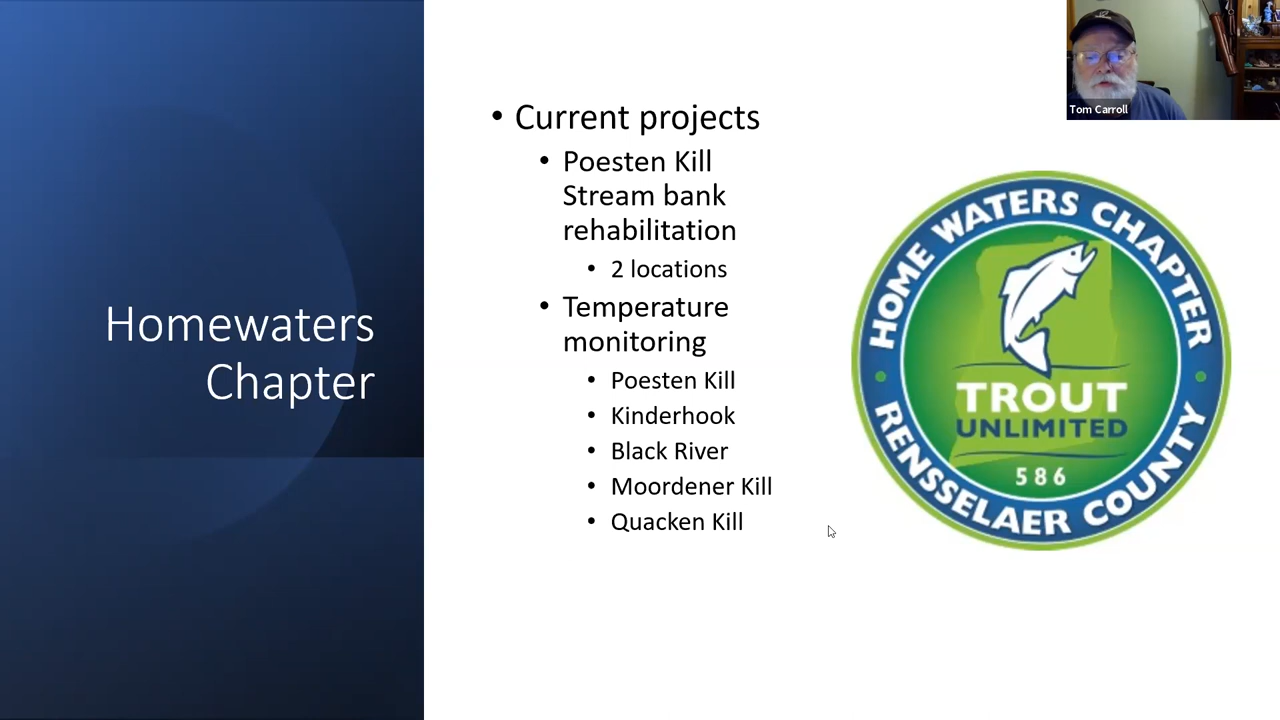 Homewaters
Chapter
• Current projects
• Poesten Kill
Stream bank
rehabilitation
• 2 locations
• Temperature
monitoring
• Poesten Kill
• Kinderhook
• Black River
• Moordener Kill
• Quacken Kill
HOME WATERS CHAPTER
TROUT
UNLIMITED
586
RENSSELAER COUNTY
Tom Carroll